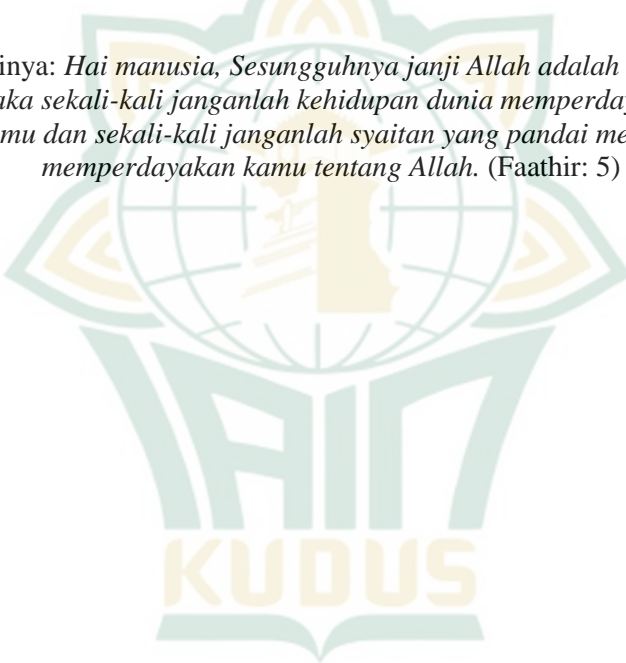 inya: Hai manusia, Sesungguhnya janji Allah adalah
aka sekali-kali janganlah kehidupan dunia memperday
mu dan sekali-kali janganlah syaitan yang pandai me
memperdayakan kamu tentang Allah. (Faathir: 5)
IAIN
KUDUS